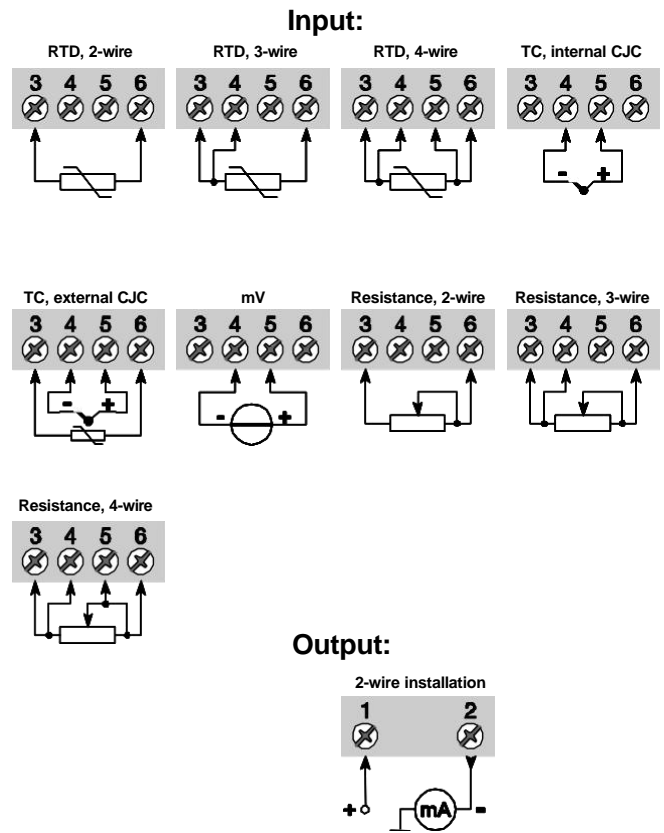 Input:
RTD, 2-wire RTD, 3-wire RTD, 4-wire TC, internal CJC
3 4 5 6 3 4 5 6 3 4 5 6 3 4 5 6
- +
TC, external CJC mV Resistance, 2-wire Resistance, 3-wire
3 4 5 6 3 4 5 6 3 4 5 6 3 4 5 6
- + - +
Resistance, 4-wire
3 4 5 6
Output:
2-wire installation
1 2
+ mA -